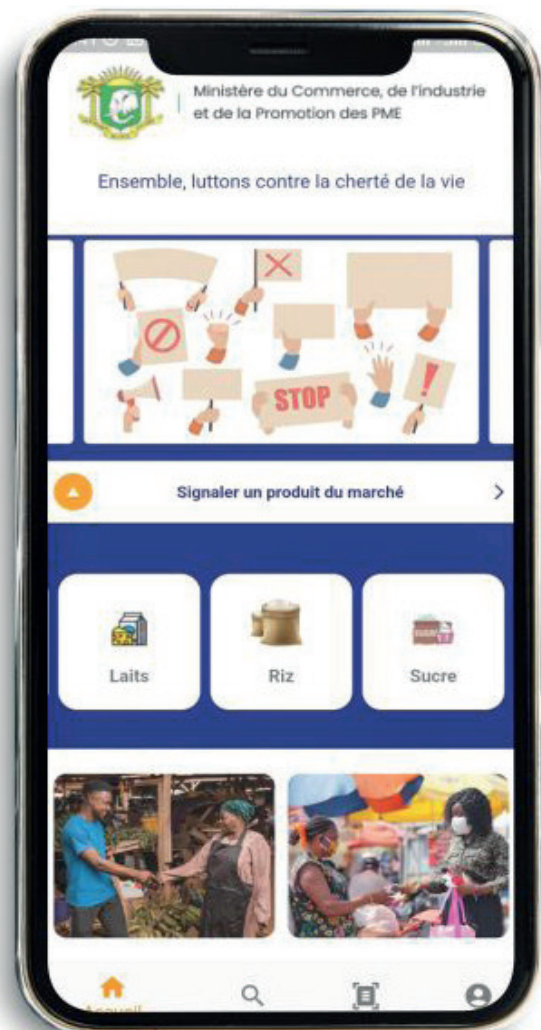 Ministère du Commerce, de l'industrie
et de la Promotion des PME
Ensemble, luttons contre la cherté de la vie
STOP
Signaler un produit du marché
Laits
Riz
Sucre
Accueil